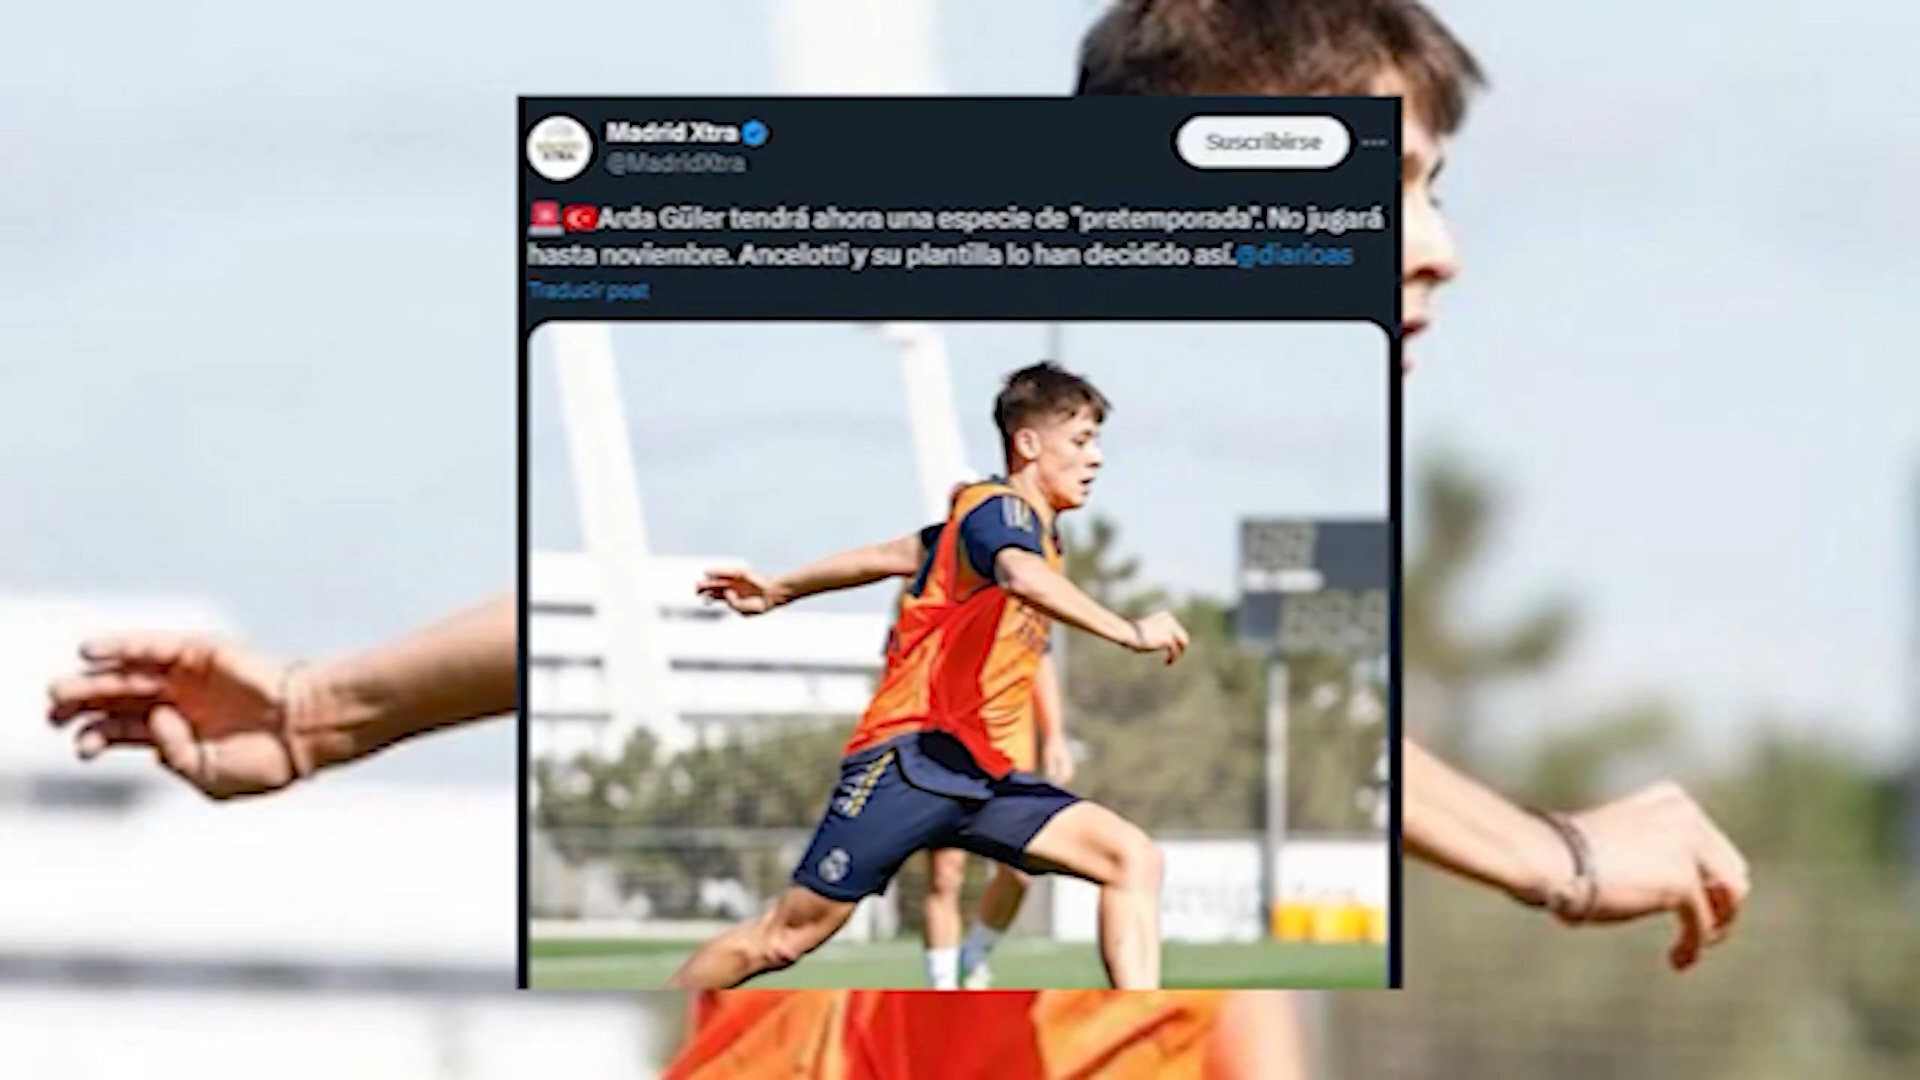 Madrid Xtra
@MadridXtra
Suscribirse
Arda Güler tendrá ahora una especie de "pretemporada". No jugará
hasta noviembre. Ancelotti y su plantilla lo han decidido así.@diarioas
Traducir post
XTRA